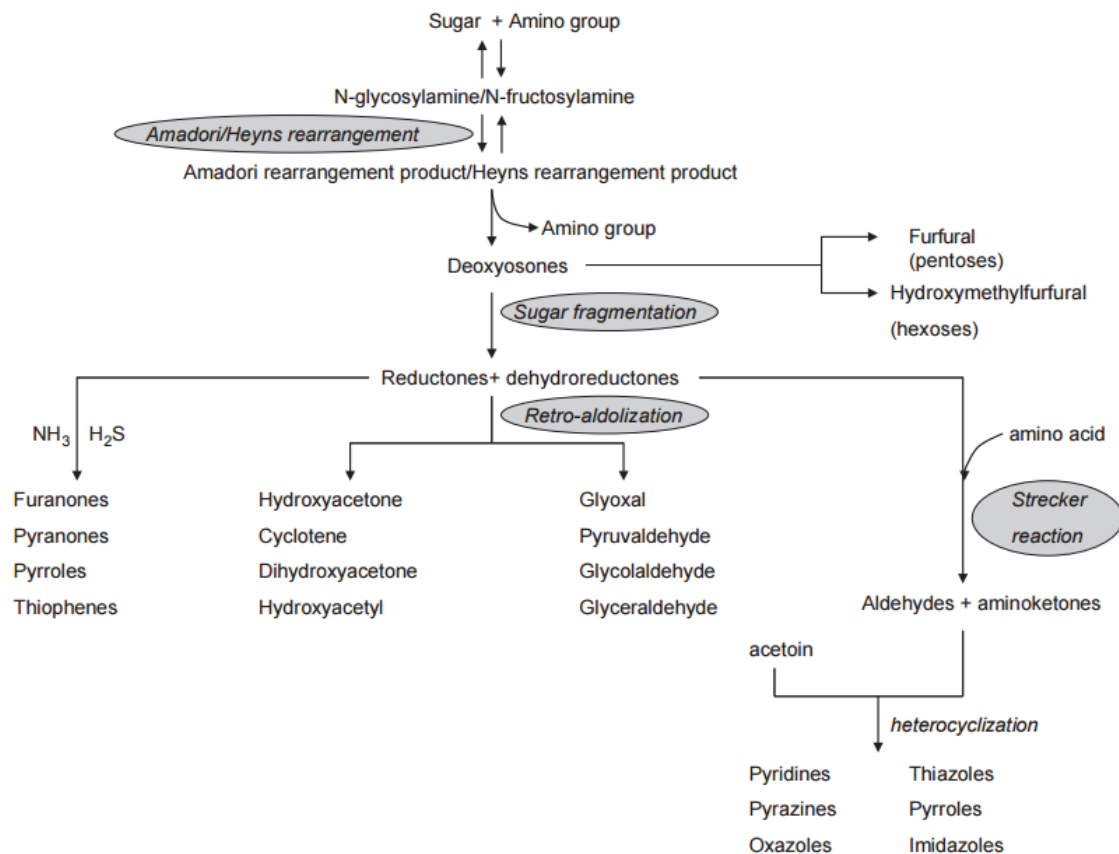 Sugar + Amino group
N-glycosylamine/N-fructosylamine
Amadori/Heyns rearrangement
Amadori rearrangement product/Heyns rearrangement product
Amino group
Deoxyosones
Furfural
(pentoses)
Hydroxymethylfurfural
(hexoses)
Sugar fragmentation
Reductones+ dehydroreductones
Retro-aldolization
NH3 H2S
amino acid
Strecker
reaction
Furanones
Pyranones
Pyrroles
Thiophenes
Hydroxyacetone
Cyclotene
Dihydroxyacetone
Hydroxyacetyl
Glyoxal
Pyruvaldehyde
Glycolaldehyde
Glyceraldehyde
Aldehydes + aminoketones
acetoin
heterocyclization
Pyridines
Pyrazines
Oxazoles
Thiazoles
Pyrroles
Imidazoles